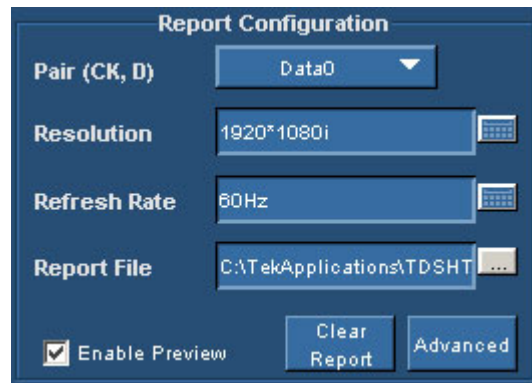 Report Configuration
Pair (CK, D) Data0
Resolution 1920*1080i
Refresh Rate 60Hz
Report File C:\TekApplications\TDSHT ...
Enable Preview Clear Report Advanced